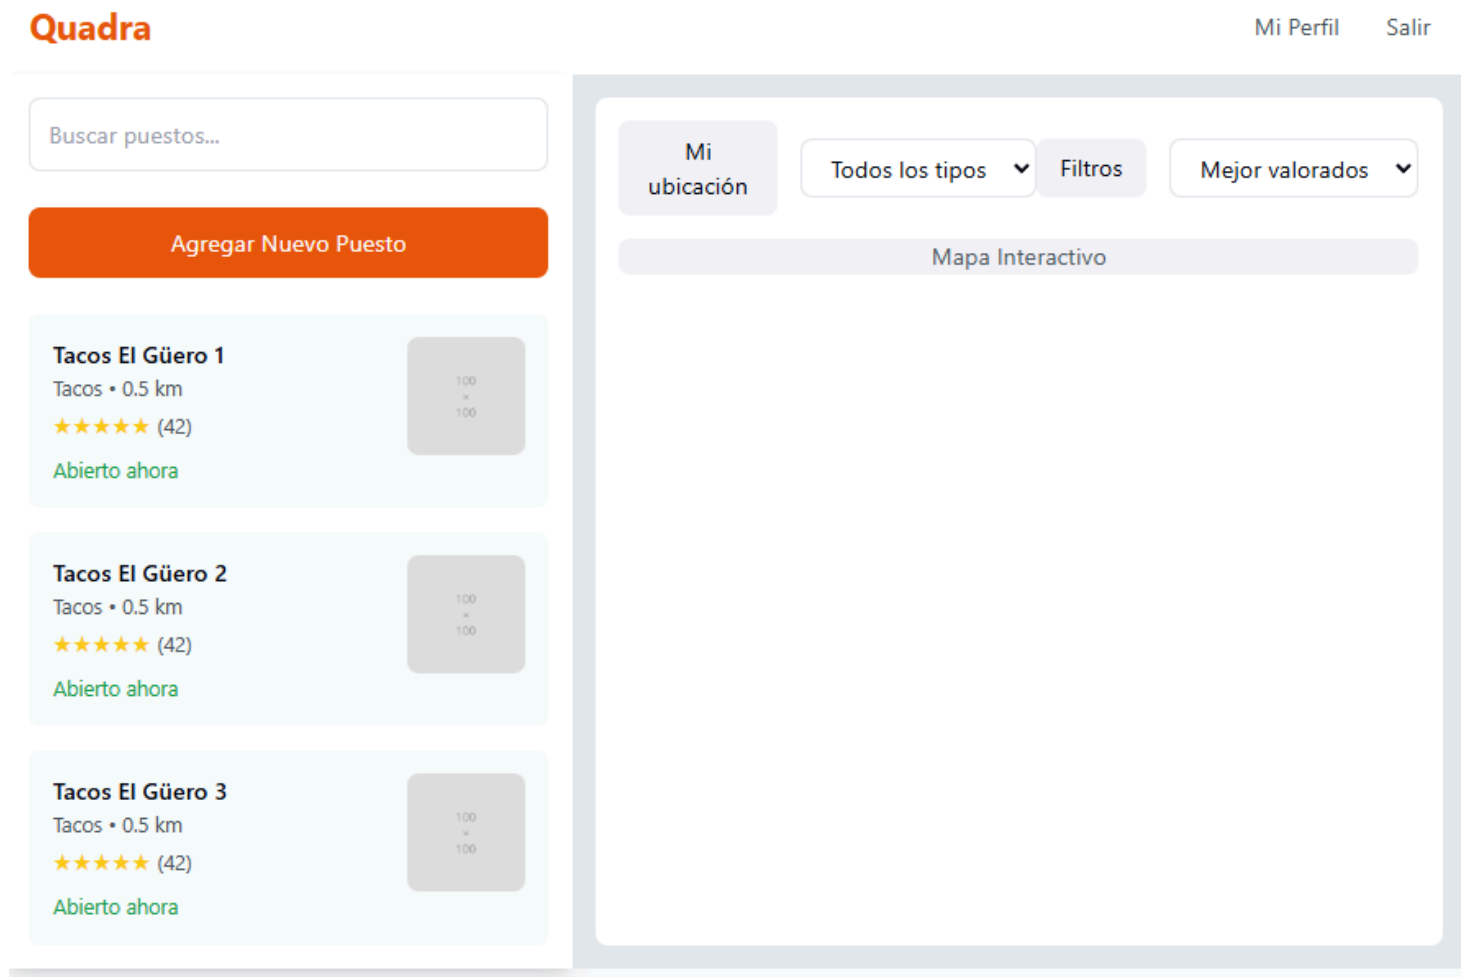 Quadra
Mi Perfil
Salir
Buscar puestos...
Agregar Nuevo Puesto
Tacos El Güero 1
Tacos • 0.5 km
★★★★★ (42)
Abierto ahora
100
×
100
Tacos El Güero 2
Tacos • 0.5 km
★★★★★ (42)
Abierto ahora
100
×
100
Tacos El Güero 3
Tacos • 0.5 km
★★★★★ (42)
Abierto ahora
100
×
100
Mi
ubicación
Todos los tipos
Filtros
Mejor valorados
Mapa Interactivo